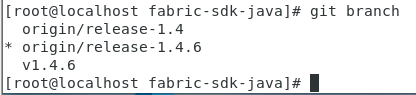 [root@localhost fabric-sdk-java]# git branch
  origin/release-1.4
* origin/release-1.4.6
  v1.4.6
[root@localhost fabric-sdk-java]#